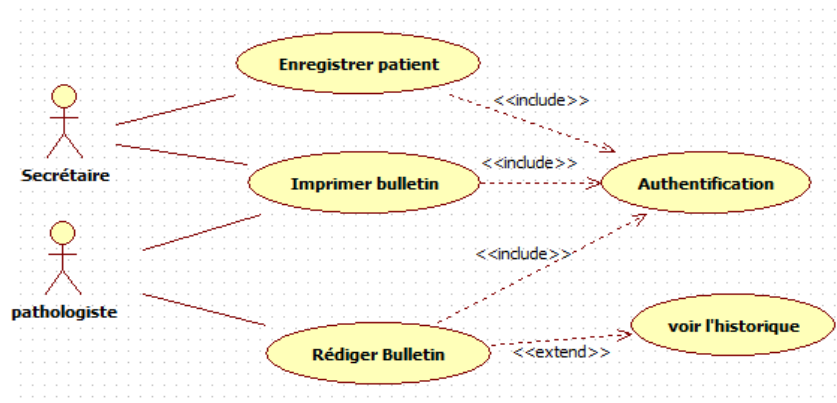 Enregistrer patient
<<include>>
Secrétaire
Imprimer bulletin
<<include>>
Authentification
<<include>>
pathologiste
Rédiger Bulletin
<<extend>>
voir l'historique